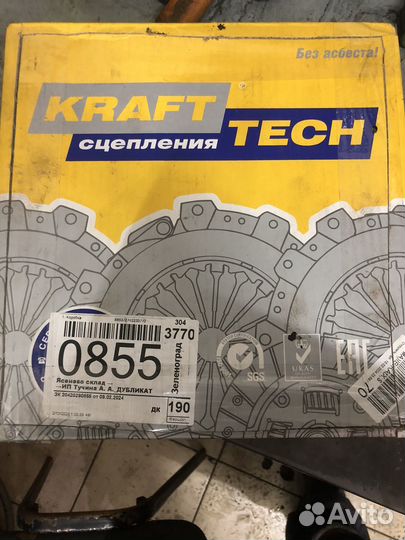 Без асбеста!
KRAFT
сцепления
TECH
304
3770
0855
Зеленоград
Ясенево склад →
→ИП Тучина А. А. ДУБЛИКАТ
от 09.02.2024
ДК
190
SGS
UKAS
EAC
Avito